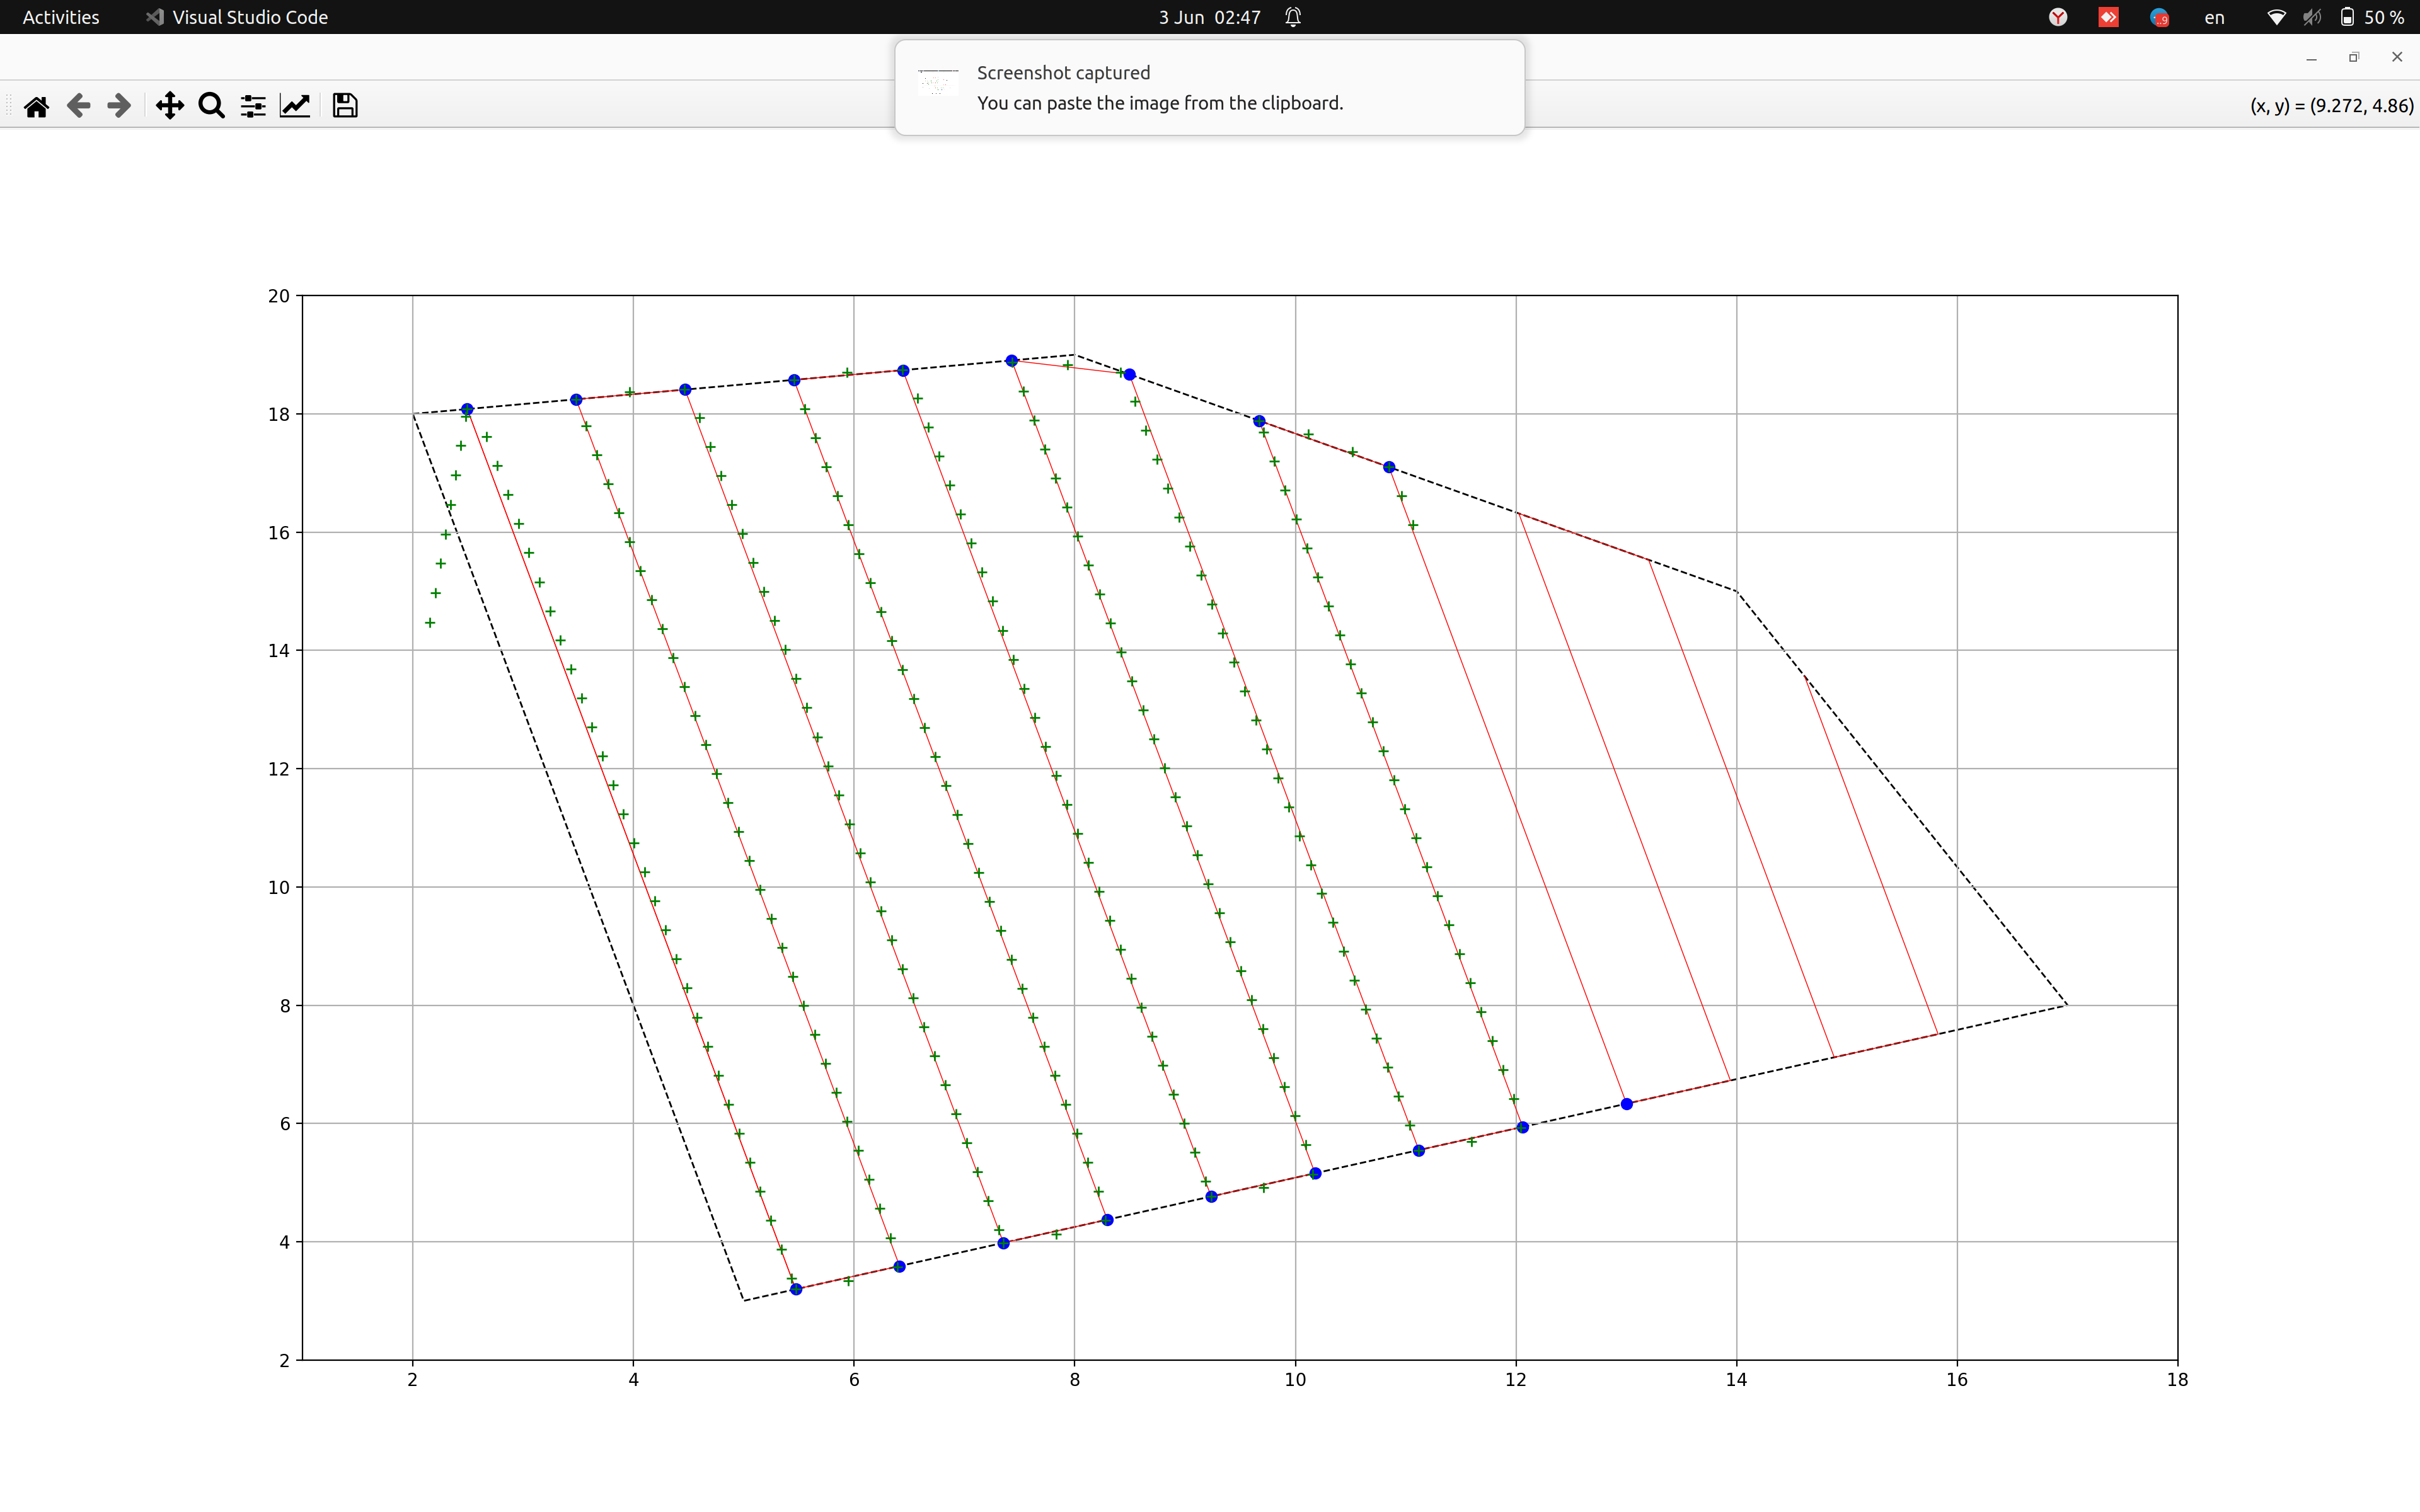 Activities Visual Studio Code 3 Jun 02:47 en 50 %
Screenshot captured
You can paste the image from the clipboard.
(x, y) = (9.272, 4.86)
20
18
16
14
12
10
8
6
4
2
2 4 6 8 10 12 14 16 18